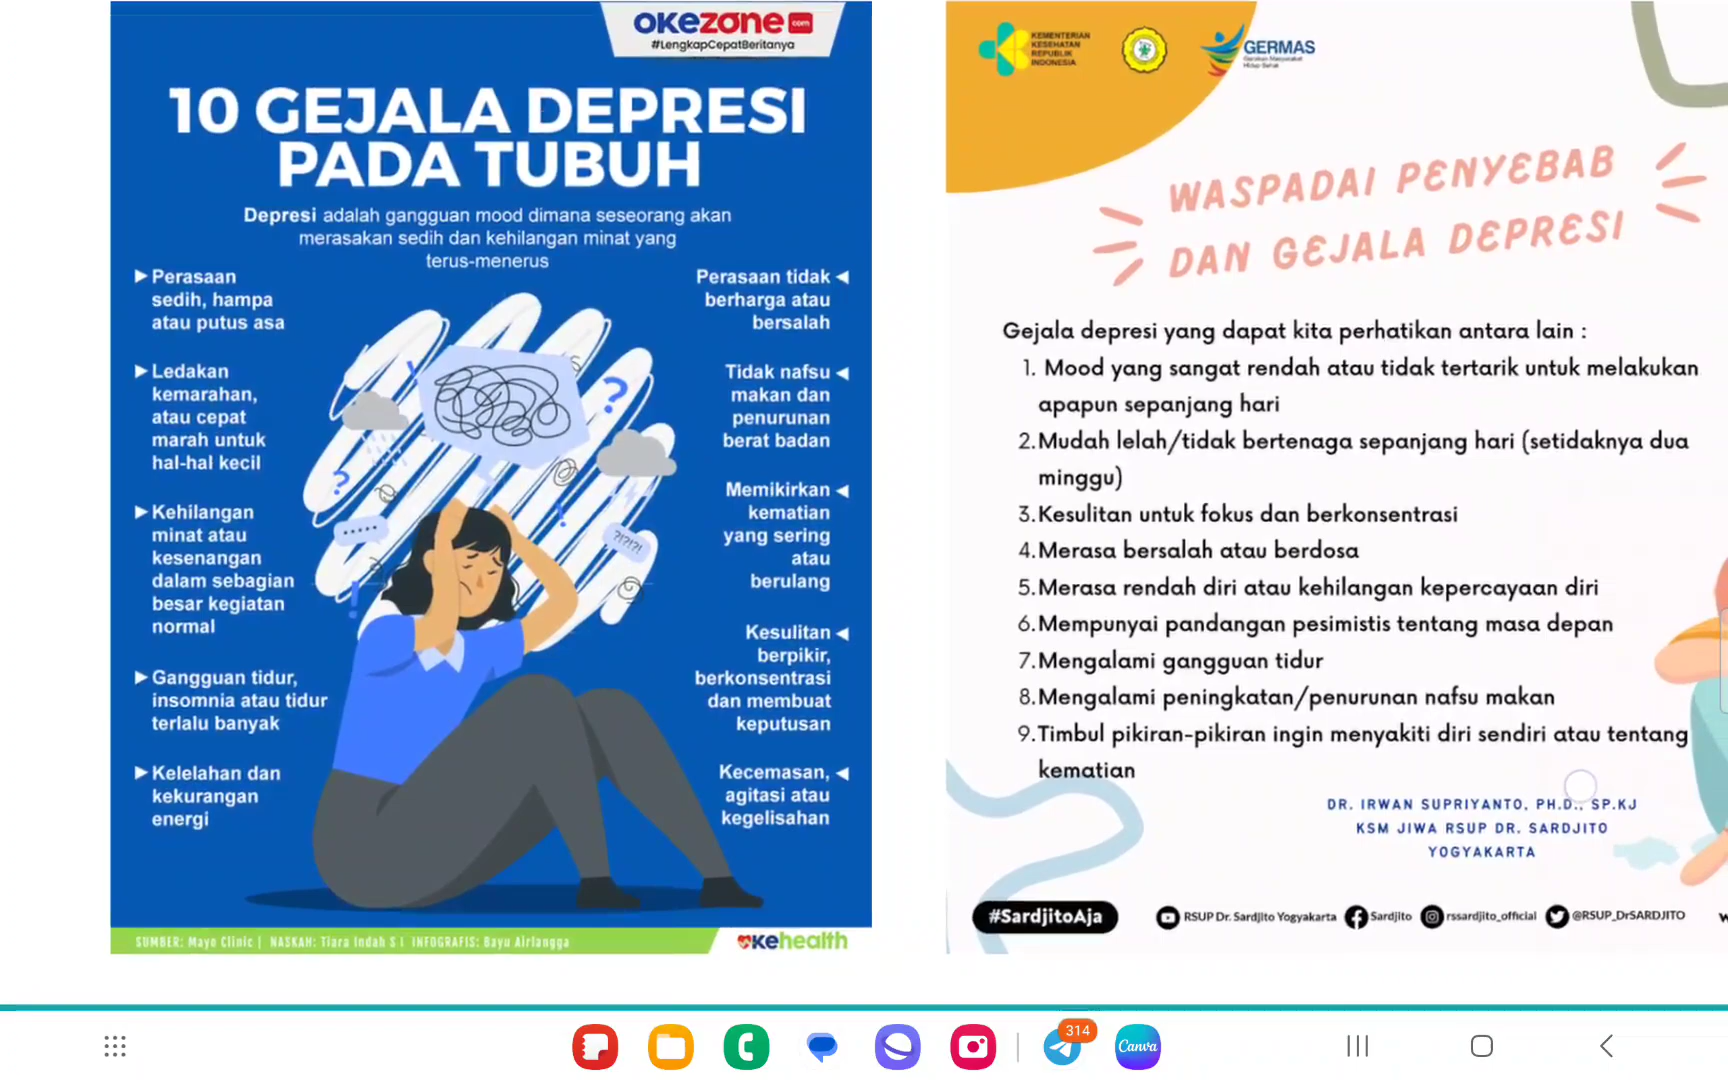 okezone.com
#LengkapCepatBeritanya
10 GEJALA DEPRESI
PADA TUBUH
Depresi adalah gangguan mood dimana seseorang akan
merasakan sedih dan kehilangan minat yang
terus-menerus
Perasaan
sedih, hampa
atau putus asa
Ledakan
kemarahan,
atau cepat
marah untuk
hal-hal kecil
Kehilangan
minat atau
kesenangan
dalam sebagian
besar kegiatan
normal
Gangguan tidur,
insomnia atau tidur
terlalu banyak
Kelelahan dan
kekurangan
energi
Perasaan tidak
berharga atau
bersalah
Tidak nafsu
makan dan
penurunan
berat badan
Memikirkan
kematian
yang sering
atau
berulang
Kesulitan
berpikir,
berkonsentrasi
dan membuat
keputusan
Kecemasan,
agitasi atau
kegelisahan
?
?
?!?!?!
!
SUMBER: Mayo Clinic | NASKAH: Tiara Indah S | INFOGRAFIS: Bayu Airlangga
okehealth
KEMENTERIAN
KESEHATAN
REPUBLIK
INDONESIA
GERMAS
Gerakan Masyarakat
Hidup Sehat
WASPADAI PENYEBAB
DAN GEJALA DEPRESI
Gejala depresi yang dapat kita perhatikan antara lain :
1. Mood yang sangat rendah atau tidak tertarik untuk melakukan
apapun sepanjang hari
2. Mudah lelah/tidak bertenaga sepanjang hari (setidaknya dua
minggu)
3. Kesulitan untuk fokus dan berkonsentrasi
4. Merasa bersalah atau berdosa
5. Merasa rendah diri atau kehilangan kepercayaan diri
6. Mempunyai pandangan pesimistis tentang masa depan
7. Mengalami gangguan tidur
8. Mengalami peningkatan/penurunan nafsu makan
9. Timbul pikiran-pikiran ingin menyakiti diri sendiri atau tentang
kematian
DR. IRWAN SUPRIYANTO, PH.D., SP.KJ
KSM JIWA RSUP DR. SARDJITO
YOGYAKARTA
#SardjitoAja
RSUP Dr. Sardjito Yogyakarta
Sardjito
rssardjito_official
@RSUP_DrSARDJITO
314
Canva